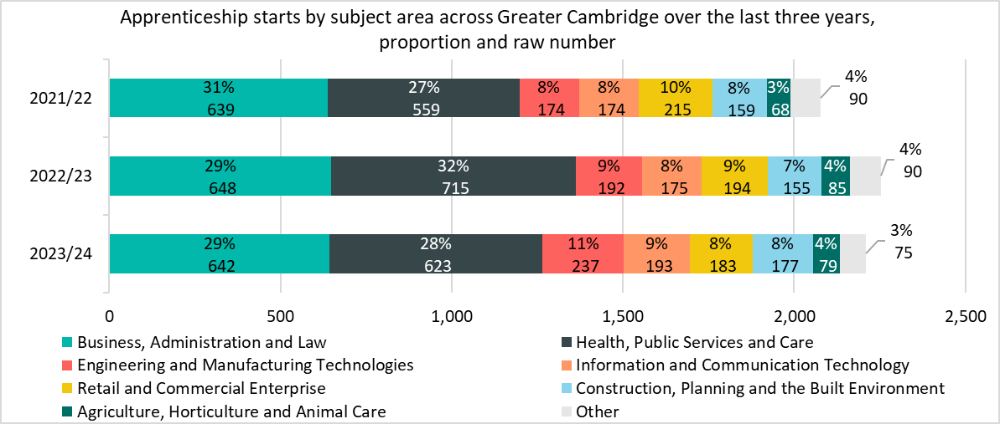 Apprenticeship starts by subject area across Greater Cambridge over the last three years,
proportion and raw number
2021/22
31% 27% 8% 8% 10% 8% 3% 4%
639 559 174 174 215 159 68 90
2022/23
29% 32% 9% 8% 9% 7% 4% 4%
648 715 192 175 194 155 85 90
2023/24
29% 28% 11% 9% 8% 8% 4% 3%
642 623 237 193 183 177 79 75
0 500 1,000 1,500 2,000 2,500
Business, Administration and Law
Health, Public Services and Care
Engineering and Manufacturing Technologies
Information and Communication Technology
Retail and Commercial Enterprise
Construction, Planning and the Built Environment
Agriculture, Horticulture and Animal Care
Other